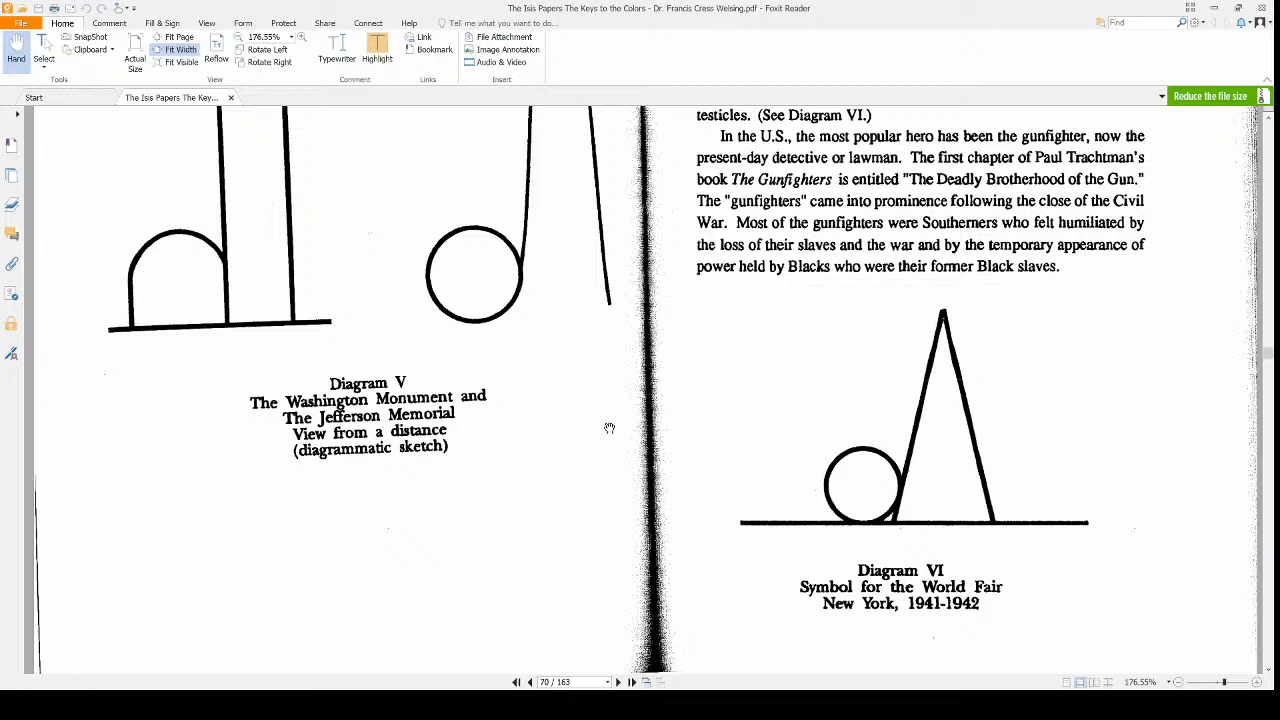 The Isis Papers The Keys to the Colors - Dr. Francis Cress Welsing.pdf - Foxit Reader
File Home Comment Fill & Sign View Form Protect Share Connect Help Tell me what you want to do...
Find
Hand
Select
SnapShot
Clipboard
Actual Size
Fit Page
Fit Width
Fit Visible
Reflow
176.55%
Rotate Left
Rotate Right
Typewriter
Highlight
Link
Bookmark
File Attachment
Image Annotation
Audio & Video
Tools
View
Comment
Links
Insert
Start
The Isis Papers The Key...
Reduce the file size
Diagram V
The Washington Monument and
The Jefferson Memorial
View from a distance
(diagrammatic sketch)
testicles. (See Diagram VI.)
In the U.S., the most popular hero has been the gunfighter, now the
present-day detective or lawman. The first chapter of Paul Trachtman's
book The Gunfighters is entitled "The Deadly Brotherhood of the Gun."
The "gunfighters" came into prominence following the close of the Civil
War. Most of the gunfighters were Southerners who felt humiliated by
the loss of their slaves and the war and by the temporary appearance of
power held by Blacks who were their former Black slaves.
Diagram VI
Symbol for the World Fair
New York, 1941-1942
70 / 163
176.55%